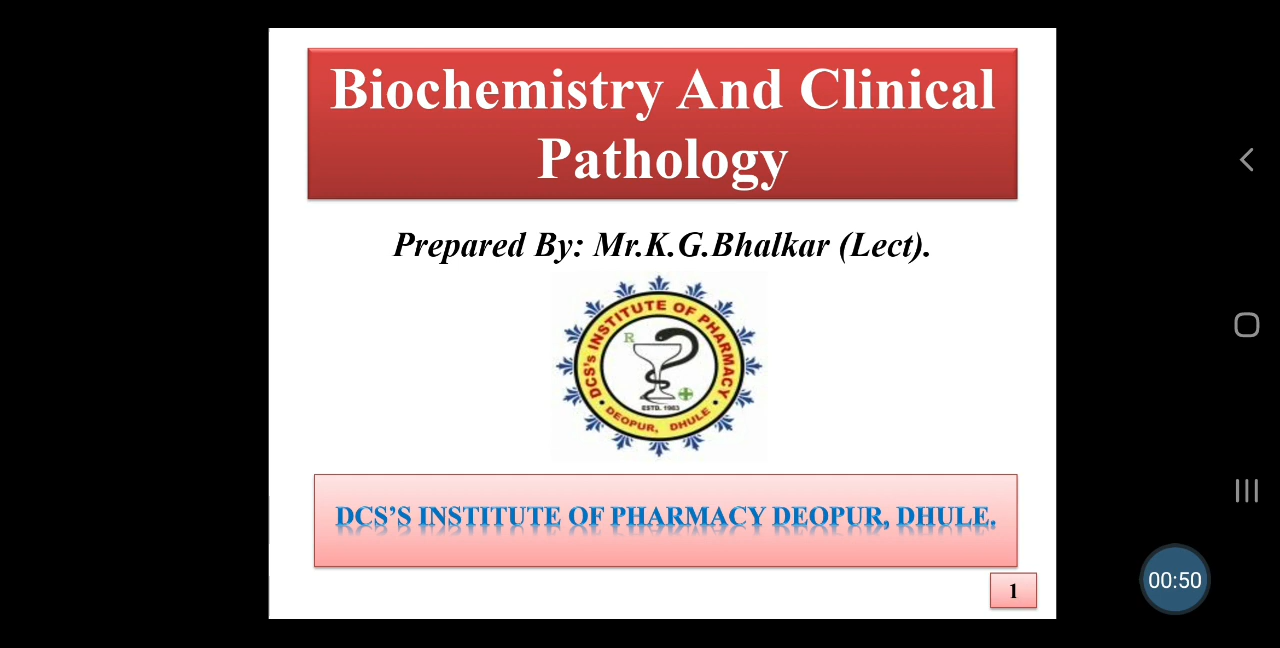 Biochemistry And Clinical
Pathology
Prepared By: Mr.K.G.Bhalkar (Lect).
DCS's INSTITUTE OF PHARMACY
R
ESTD. 1983
DEOPUR, DHULE
DCS’S INSTITUTE OF PHARMACY DEOPUR, DHULE.
1
00:50